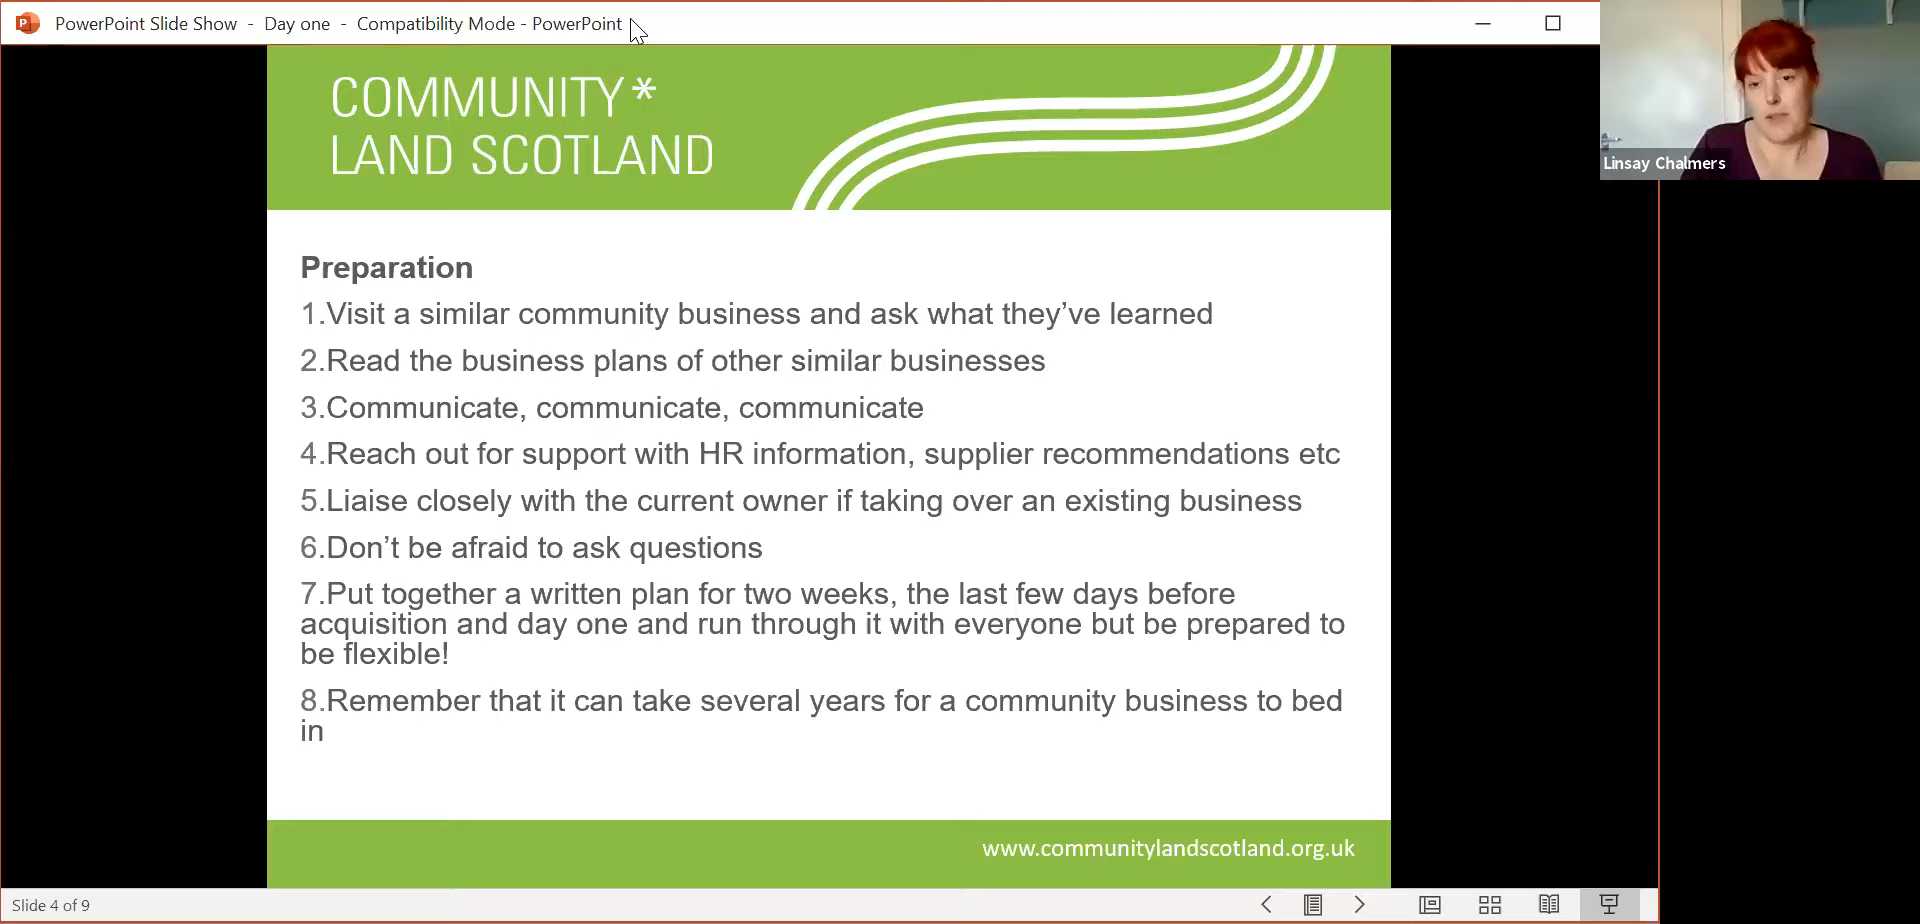 PowerPoint Slide Show - Day one - Compatibility Mode - PowerPoint
COMMUNITY*
LAND SCOTLAND
Linsay Chalmers
Preparation
1.Visit a similar community business and ask what they’ve learned
2.Read the business plans of other similar businesses
3.Communicate, communicate, communicate
4.Reach out for support with HR information, supplier recommendations etc
5.Liaise closely with the current owner if taking over an existing business
6.Don’t be afraid to ask questions
7.Put together a written plan for two weeks, the last few days before
acquisition and day one and run through it with everyone but be prepared to
be flexible!
8.Remember that it can take several years for a community business to bed
in
www.communitylandscotland.org.uk
Slide 4 of 9